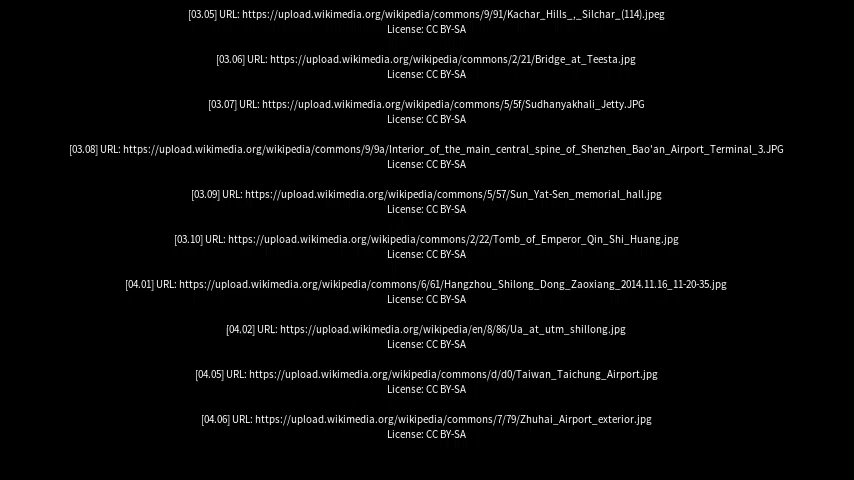 [03.05] URL: https://upload.wikimedia.org/wikipedia/commons/9/91/Kachar_Hills_,_Silchar_(114).jpeg
License: CC BY-SA
[03.06] URL: https://upload.wikimedia.org/wikipedia/commons/2/21/Bridge_at_Teesta.jpg
License: CC BY-SA
[03.07] URL: https://upload.wikimedia.org/wikipedia/commons/5/5f/Sudhanyakhali_Jetty.JPG
License: CC BY-SA
[03.08] URL: https://upload.wikimedia.org/wikipedia/commons/9/9a/Interior_of_the_main_central_spine_of_Shenzhen_Bao'an_Airport_Terminal_3.JPG
License: CC BY-SA
[03.09] URL: https://upload.wikimedia.org/wikipedia/commons/5/57/Sun_Yat-Sen_memorial_hall.jpg
License: CC BY-SA
[03.10] URL: https://upload.wikimedia.org/wikipedia/commons/2/22/Tomb_of_Emperor_Qin_Shi_Huang.jpg
License: CC BY-SA
[04.01] URL: https://upload.wikimedia.org/wikipedia/commons/6/61/Hangzhou_Shilong_Dong_Zaoxiang_2014.11.16_11-20-35.jpg
License: CC BY-SA
[04.02] URL: https://upload.wikimedia.org/wikipedia/en/8/86/Ua_at_utm_shillong.jpg
License: CC BY-SA
[04.05] URL: https://upload.wikimedia.org/wikipedia/commons/d/d0/Taiwan_Taichung_Airport.jpg
License: CC BY-SA
[04.06] URL: https://upload.wikimedia.org/wikipedia/commons/7/79/Zhuhai_Airport_exterior.jpg
License: CC BY-SA